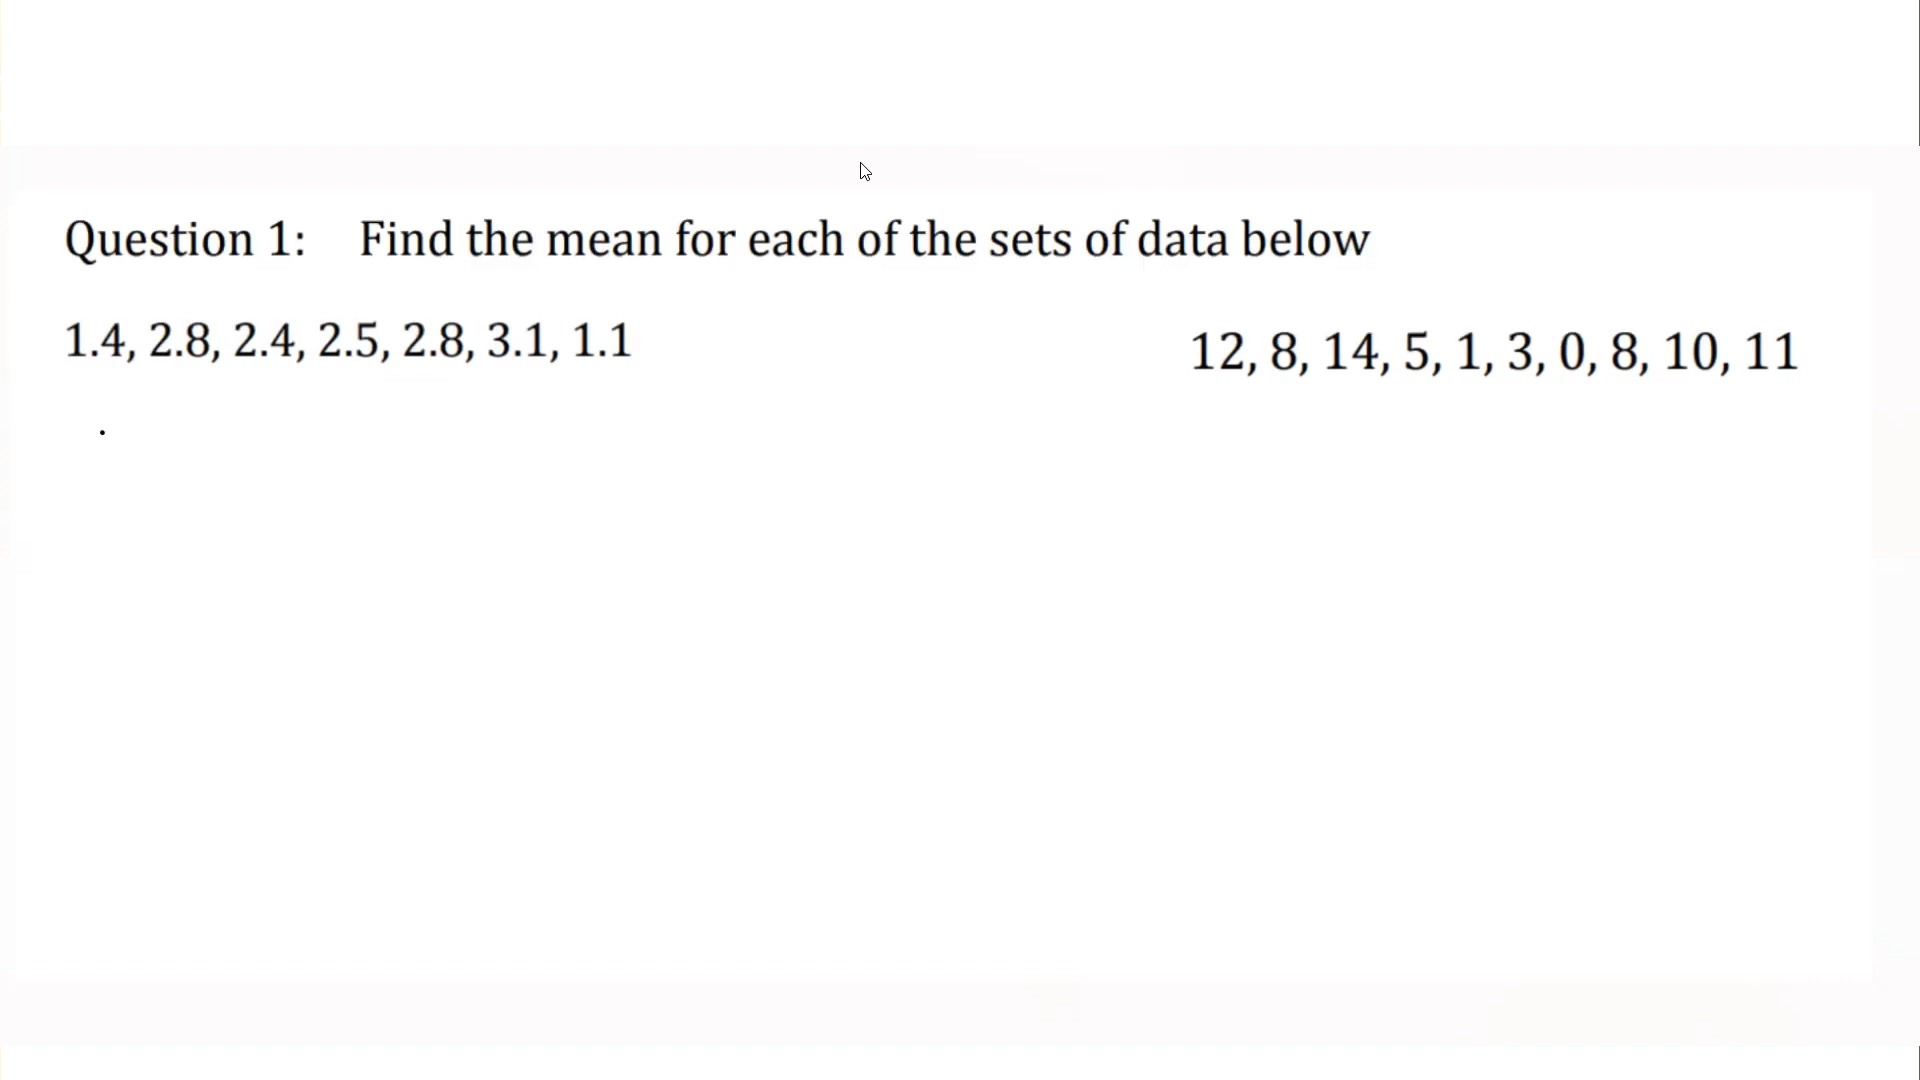 Question 1: Find the mean for each of the sets of data below
1.4, 2.8, 2.4, 2.5, 2.8, 3.1, 1.1
12, 8, 14, 5, 1, 3, 0, 8, 10, 11
.